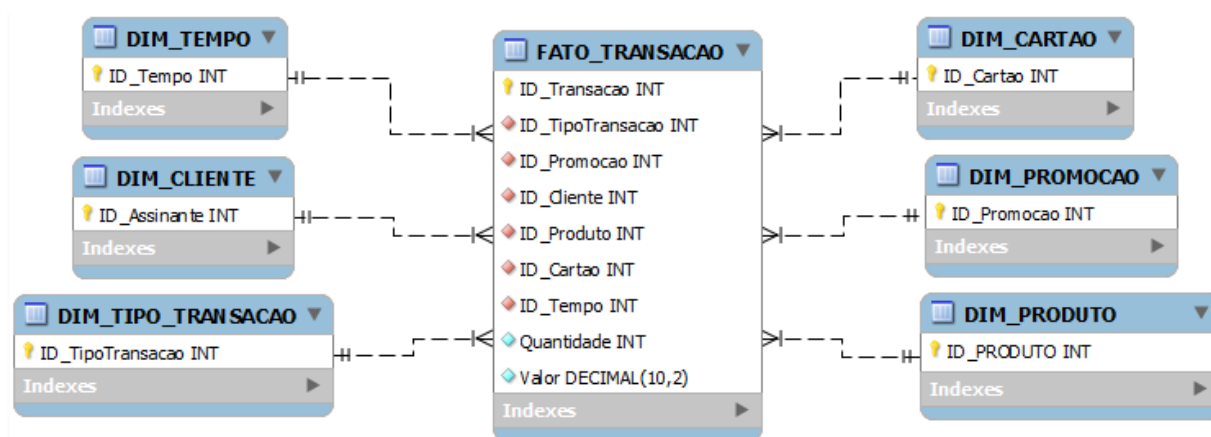 DIM_TEMPO
ID_Tempo INT
Indexes
DIM_CLIENTE
ID_Assinante INT
Indexes
DIM_TIPO_TRANSACAO
ID_TipoTransacao INT
Indexes
FATO_TRANSACAO
ID_Transacao INT
ID_TipoTransacao INT
ID_Promocao INT
ID_Cliente INT
ID_Produto INT
ID_Cartao INT
ID_Tempo INT
Quantidade INT
Valor DECIMAL(10,2)
Indexes
DIM_CARTAO
ID_Cartao INT
Indexes
DIM_PROMOCAO
ID_Promocao INT
Indexes
DIM_PRODUTO
ID_PRODUTO INT
Indexes